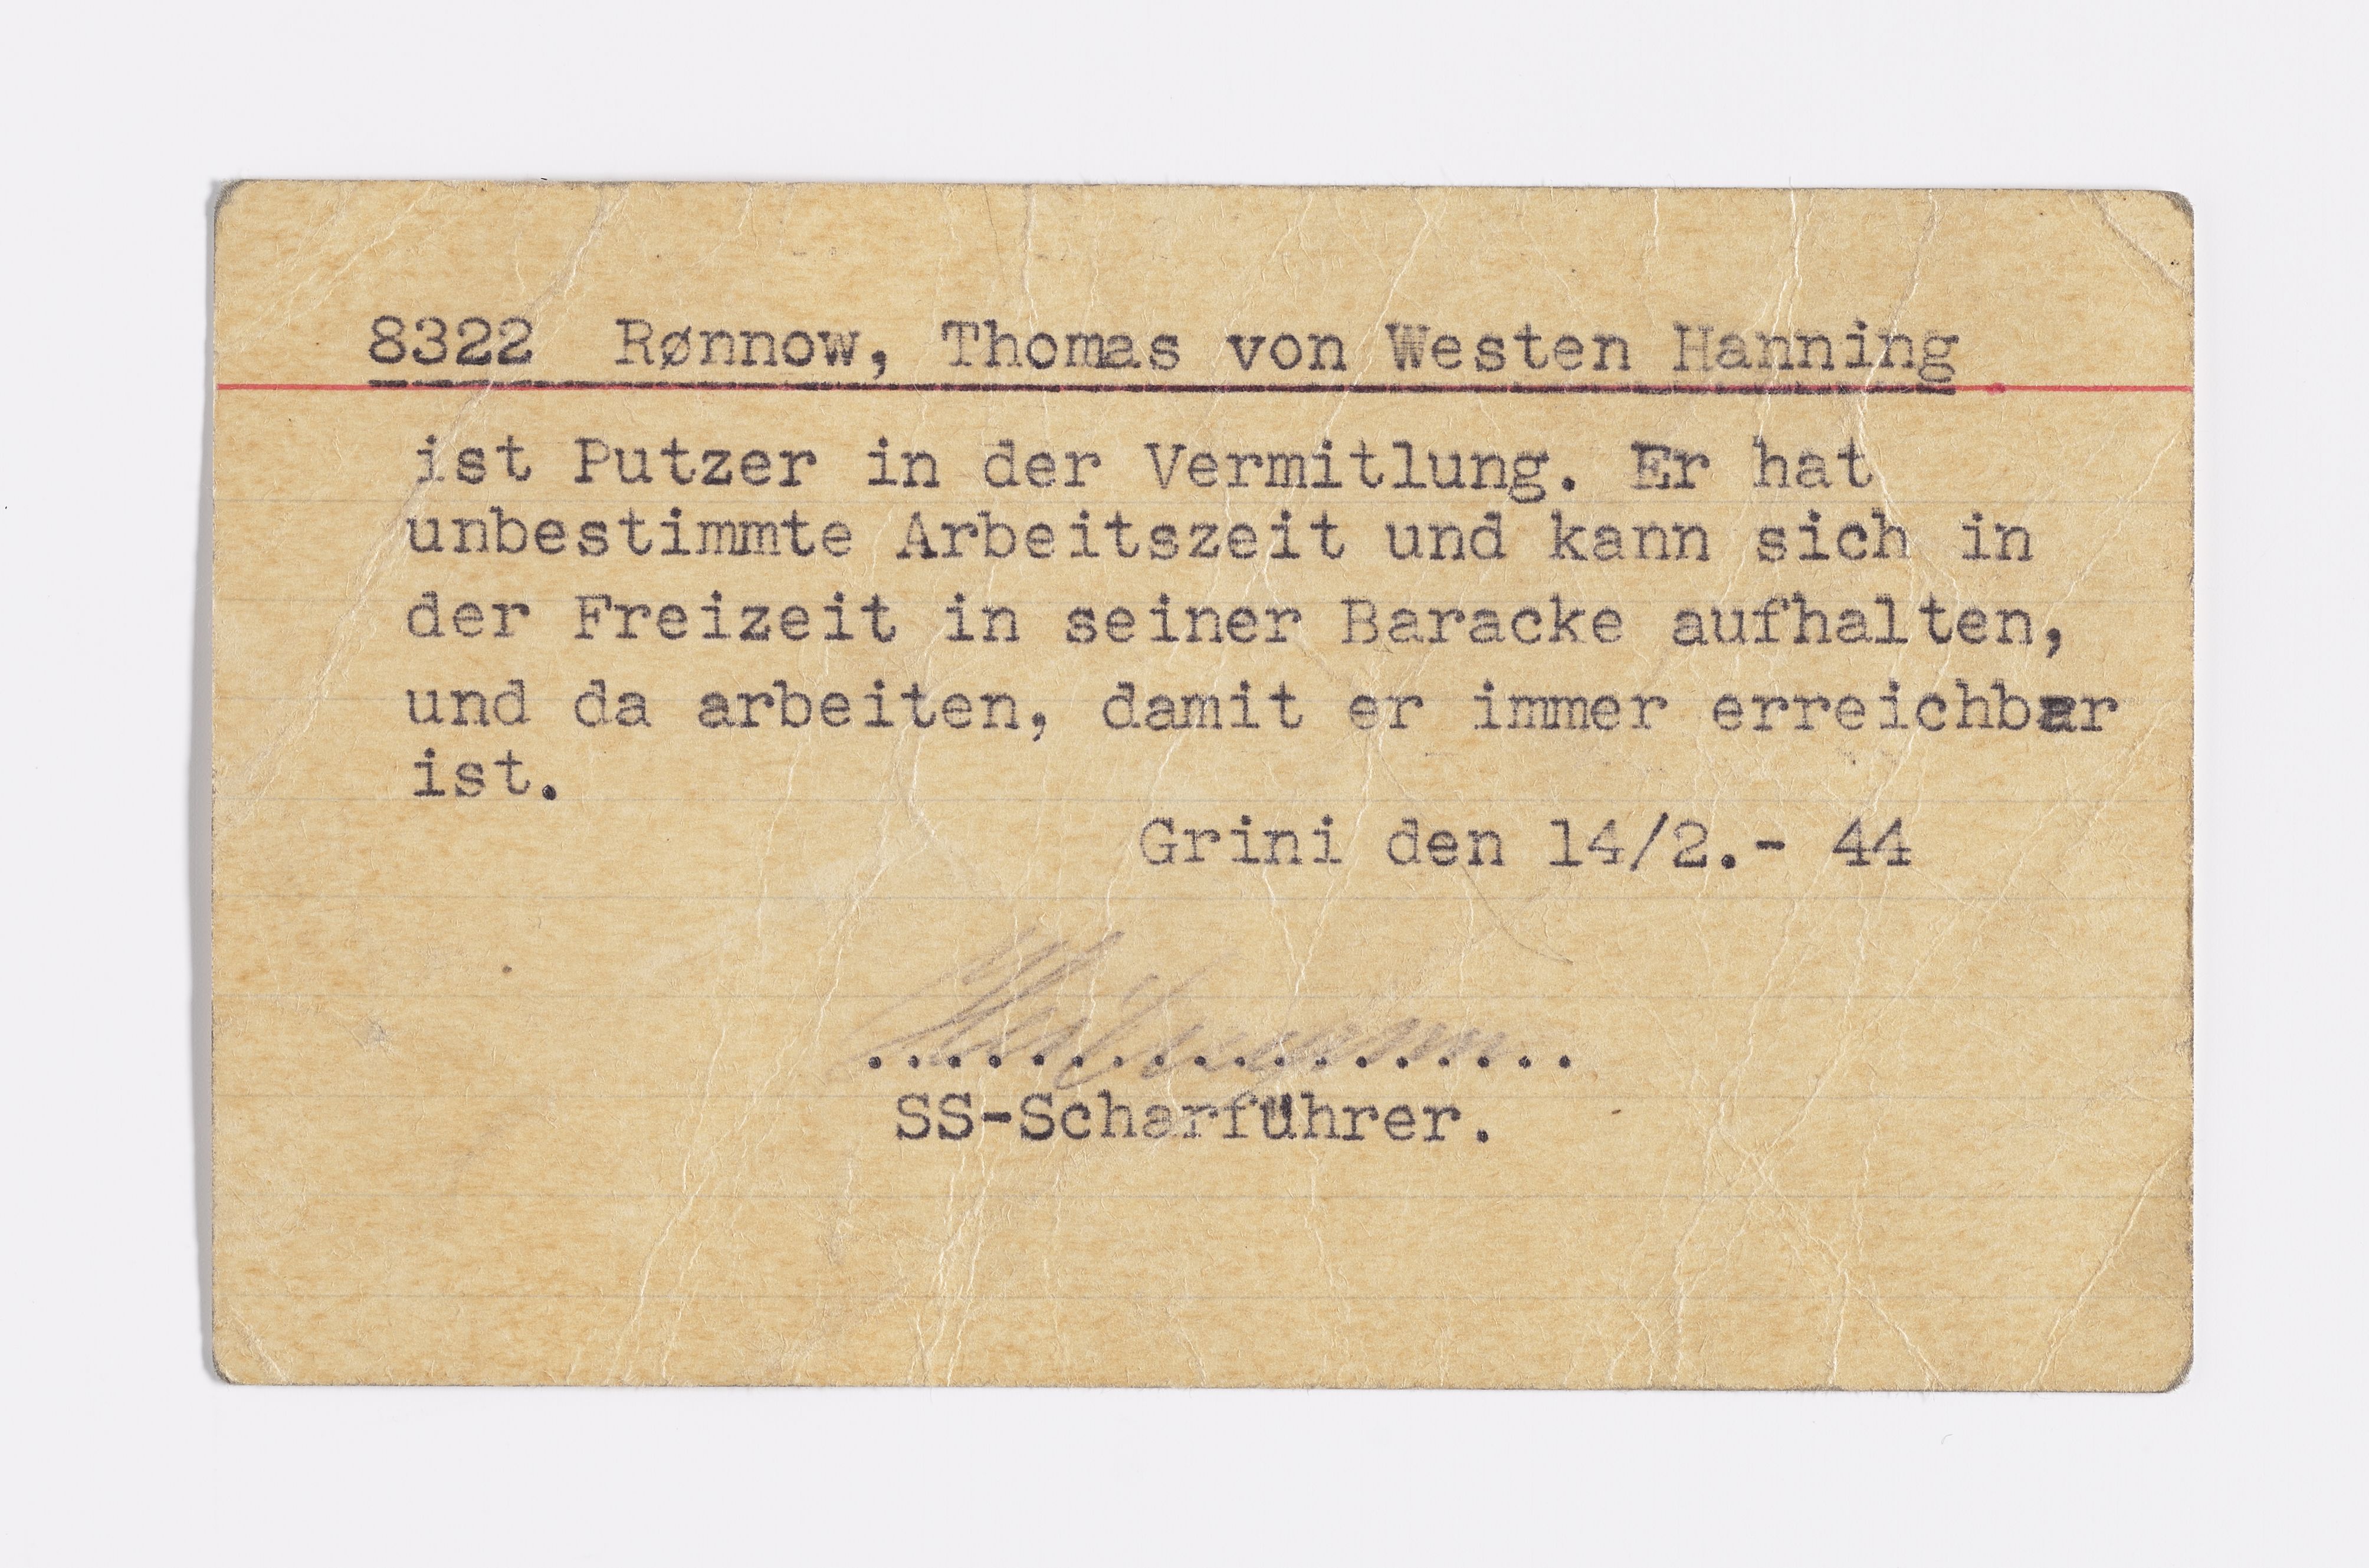 8322 Rønnow, Thomas von Westen Hanning
ist Putzer in der Vermitlung. Er hat
unbestimmte Arbeitszeit und kann sich in
der Freizeit in seiner Baracke aufhalten,
und da arbeiten, damit er immer erreichbar
ist.
Grini den 14/2.- 44
..................
SS-Scharführer.